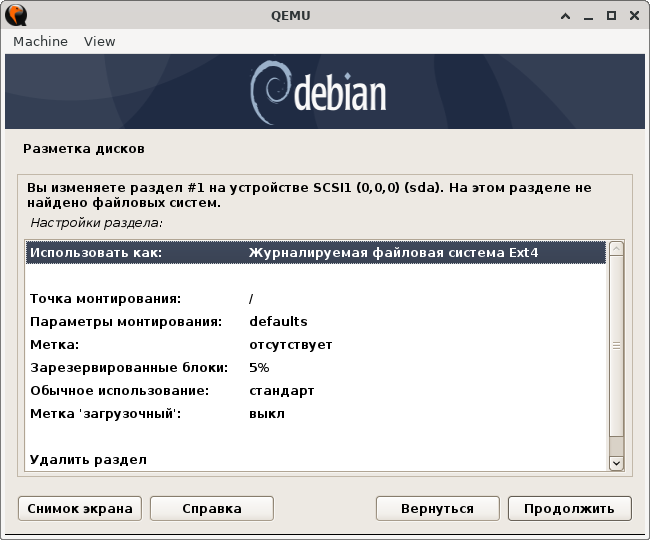 QEMU
Machine View
debian
Разметка дисков
Вы изменяете раздел #1 на устройстве SCSI1 (0,0,0) (sda). На этом разделе не
найдено файловых систем.
Настройки раздела:
Использовать как: Журналируемая файловая система Ext4
Точка монтирования: /
Параметры монтирования: defaults
Метка: отсутствует
Зарезервированные блоки: 5%
Обычное использование: стандарт
Метка 'загрузочный': выкл
Удалить раздел
Снимок экрана Справка Вернуться Продолжить